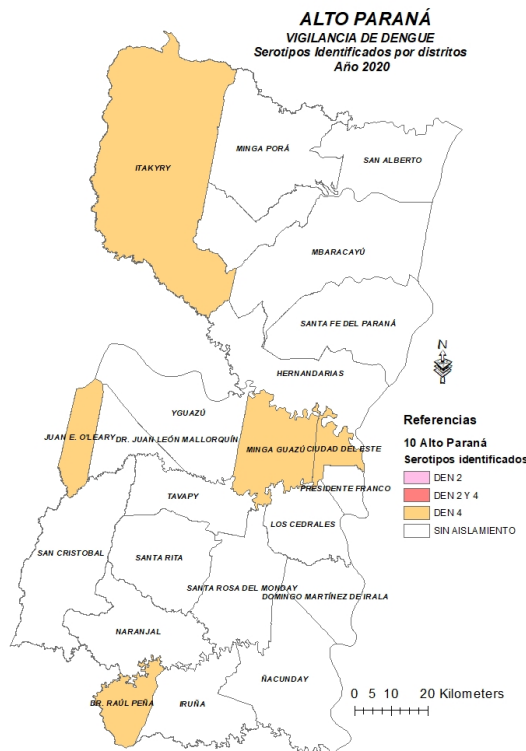 ALTO PARANÁ
VIGILANCIA DE DENGUE
Serotipos Identificados por distritos
Año 2020
ITAKYRY
MINGA PORÁ
SAN ALBERTO
MBARACAYÚ
SANTA FE DEL PARANÁ
N
HERNANDARIAS
YGUAZÚ
JUAN E. O'LEARY
DR. JUAN LEÓN MALLORQUÍN
MINGA GUAZÚ
CIUDAD DEL ESTE
PRESIDENTE FRANCO
TAVAPY
LOS CEDRALES
SAN CRISTOBAL
SANTA RITA
SANTA ROSA DEL MONDAY
DOMINGO MARTÍNEZ DE IRALA
NARANJAL
ÑACUNDAY
DR. RAÚL PEÑA
IRUÑA
Referencias
10 Alto Paraná
Serotipos identificados
DEN 2
DEN 2 Y 4
DEN 4
SIN AISLAMIENTO
0 5 10 20 Kilometers